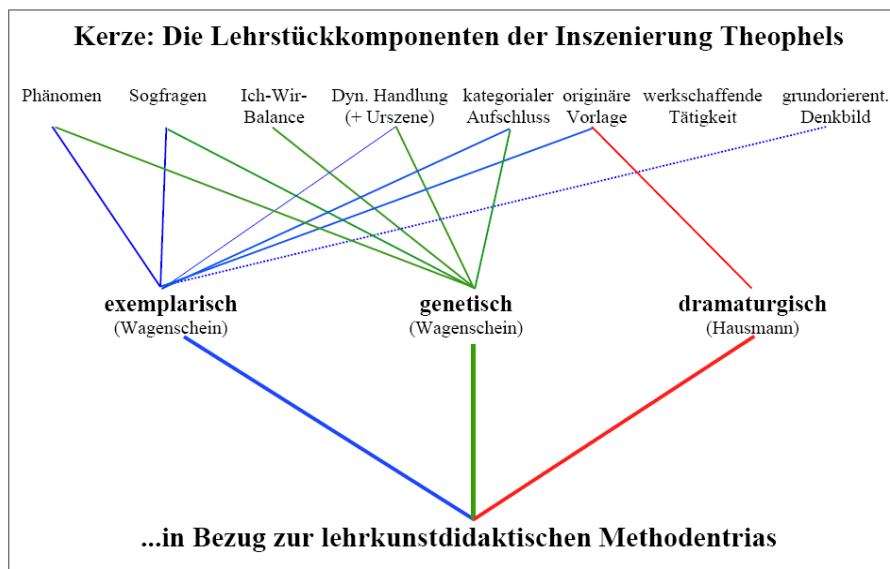 Kerze: Die Lehrstückkomponenten der Inszenierung Theophels
Phänomen Sogfragen Ich-Wir- Dyn. Handlung kategorialer originäre werkschaffende grundorierent.
Balance (+ Urszene) Aufschluss Vorlage Tätigkeit Denkbild
exemplarisch genetisch dramaturgisch
(Wagenschein) (Wagenschein) (Hausmann)
...in Bezug zur lehrkunstdidaktischen Methodentrias